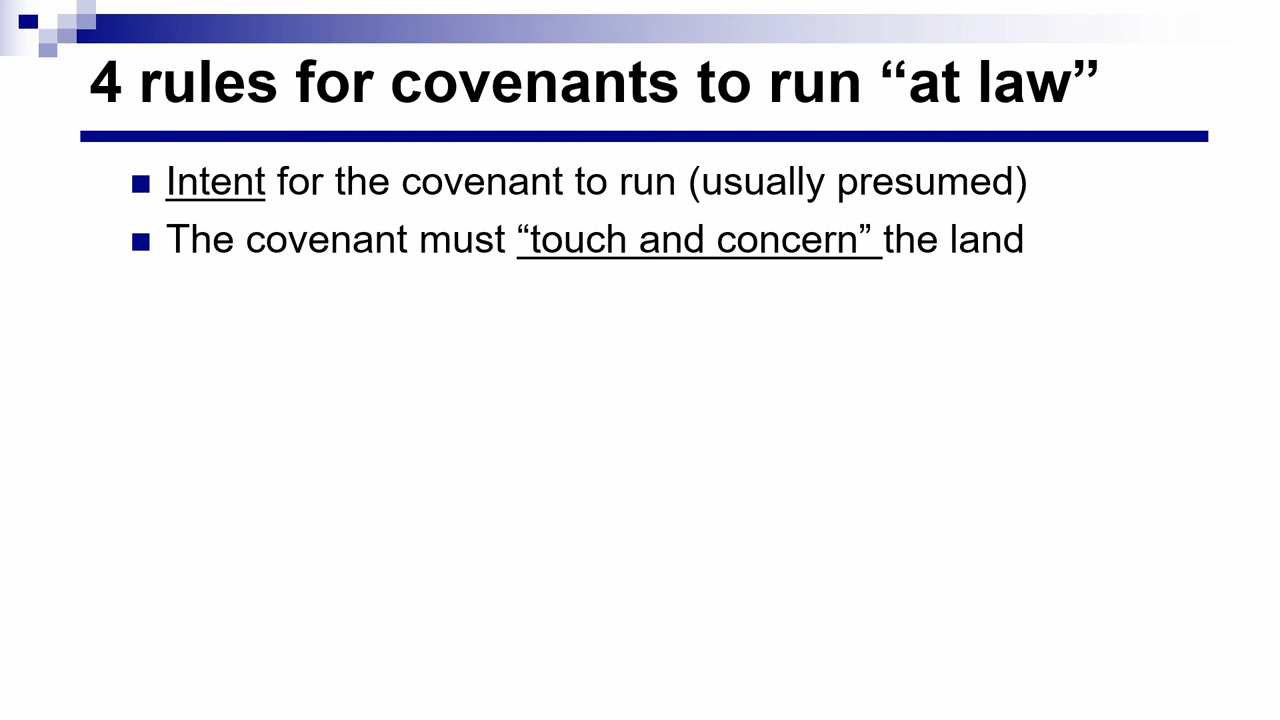 4 rules for covenants to run “at law”
Intent for the covenant to run (usually presumed)
The covenant must “touch and concern” the land